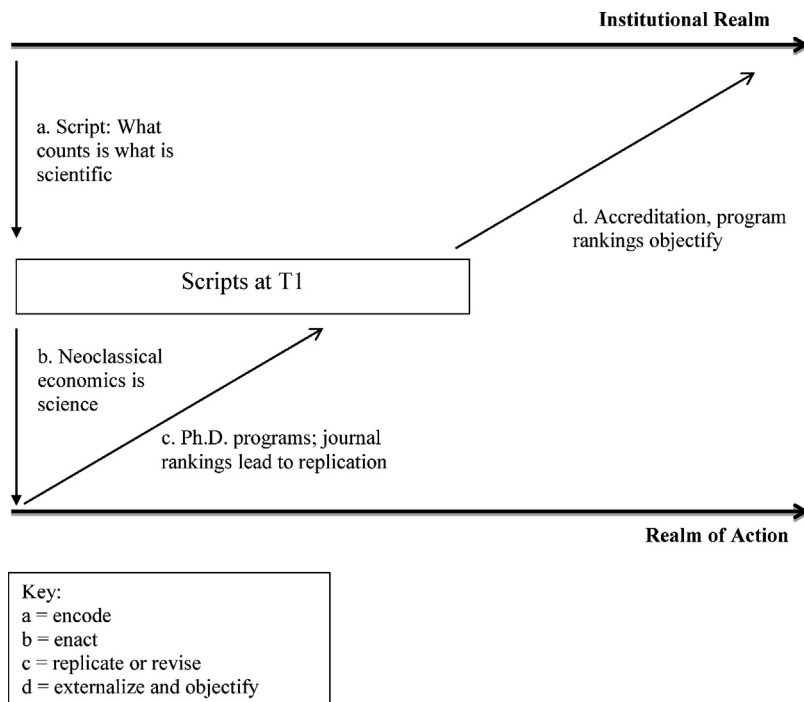 Institutional Realm
a. Script: What
counts is what is
scientific
d. Accreditation, program
rankings objectify
Scripts at T1
b. Neoclassical
economics is
science
c. Ph.D. programs; journal
rankings lead to replication
Realm of Action
Key:
a = encode
b = enact
c = replicate or revise
d = externalize and objectify